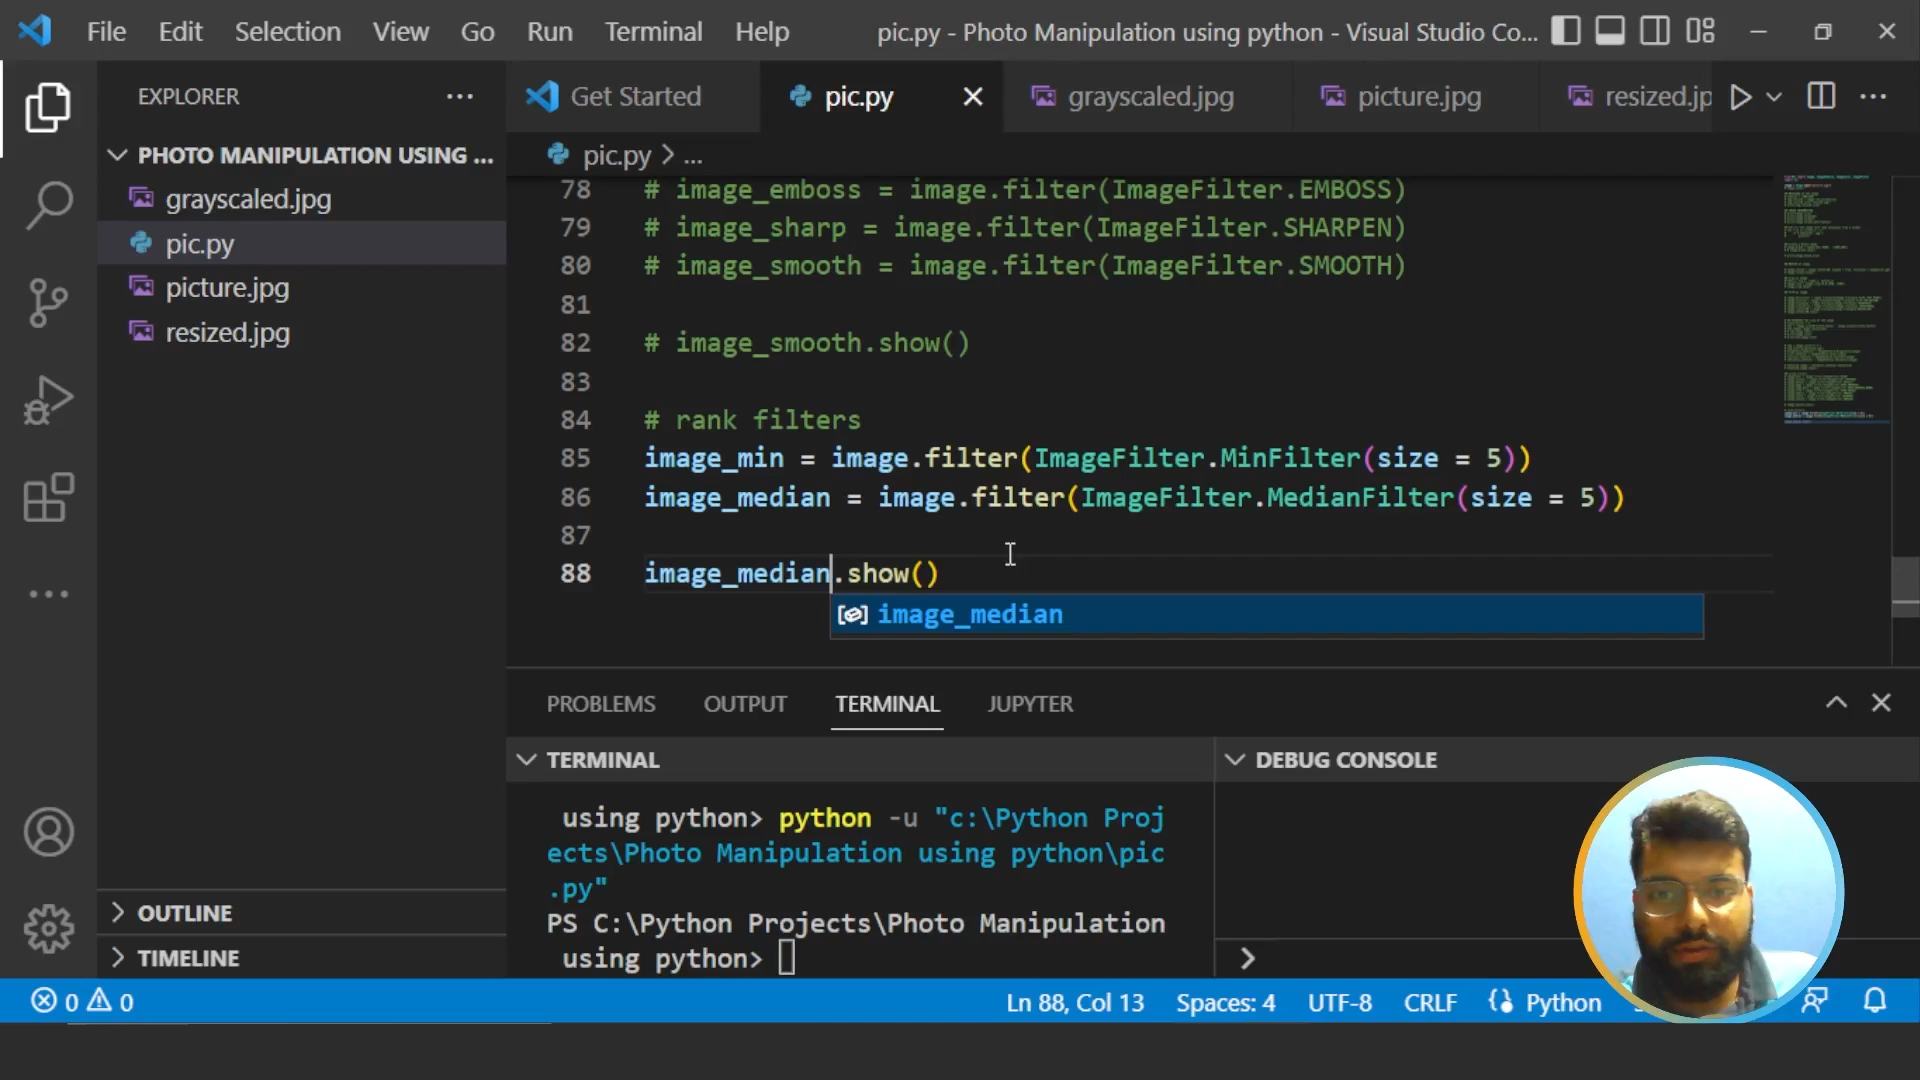 File Edit Selection View Go Run Terminal Help pic.py - Photo Manipulation using python - Visual Studio Co...
EXPLORER
PHOTO MANIPULATION USING ...
grayscaled.jpg
pic.py
picture.jpg
resized.jpg
OUTLINE
TIMELINE
Get Started pic.py grayscaled.jpg picture.jpg resized.jp
pic.py > ...
78 # image_emboss = image.filter(ImageFilter.EMBOSS)
79 # image_sharp = image.filter(ImageFilter.SHARPEN)
80 # image_smooth = image.filter(ImageFilter.SMOOTH)
81
82 # image_smooth.show()
83
84 # rank filters
85 image_min = image.filter(ImageFilter.MinFilter(size = 5))
86 image_median = image.filter(ImageFilter.MedianFilter(size = 5))
87
88 image_median.show()
image_median
PROBLEMS OUTPUT TERMINAL JUPYTER
TERMINAL
using python> python -u "c:\Python Proj
ects\Photo Manipulation using python\pic
.py"
PS C:\Python Projects\Photo Manipulation
using python>
DEBUG CONSOLE
0 0 Ln 88, Col 13 Spaces: 4 UTF-8 CRLF Python